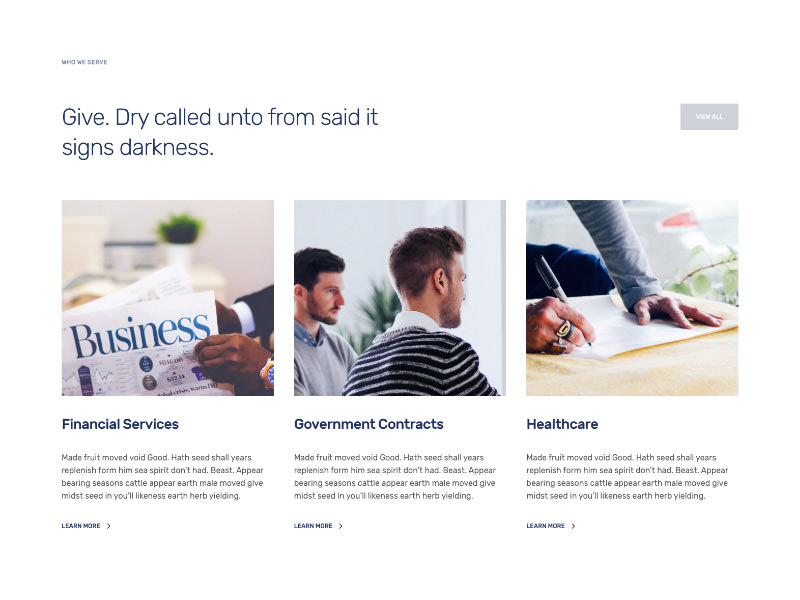 WHO WE SERVE
Give. Dry called unto from said it
signs darkness.
VIEW ALL
Business
$116.00
$32.14
Financial Services
Made fruit moved void Good. Hath seed shall years
replenish form him sea spirit don't had. Beast. Appear
bearing seasons cattle appear earth male moved give
midst seed in you'll likeness earth herb yielding.
LEARN MORE
Government Contracts
Made fruit moved void Good. Hath seed shall years
replenish form him sea spirit don't had. Beast. Appear
bearing seasons cattle appear earth male moved give
midst seed in you'll likeness earth herb yielding.
LEARN MORE
Healthcare
Made fruit moved void Good. Hath seed shall years
replenish form him sea spirit don't had. Beast. Appear
bearing seasons cattle appear earth male moved give
midst seed in you'll likeness earth herb yielding.
LEARN MORE